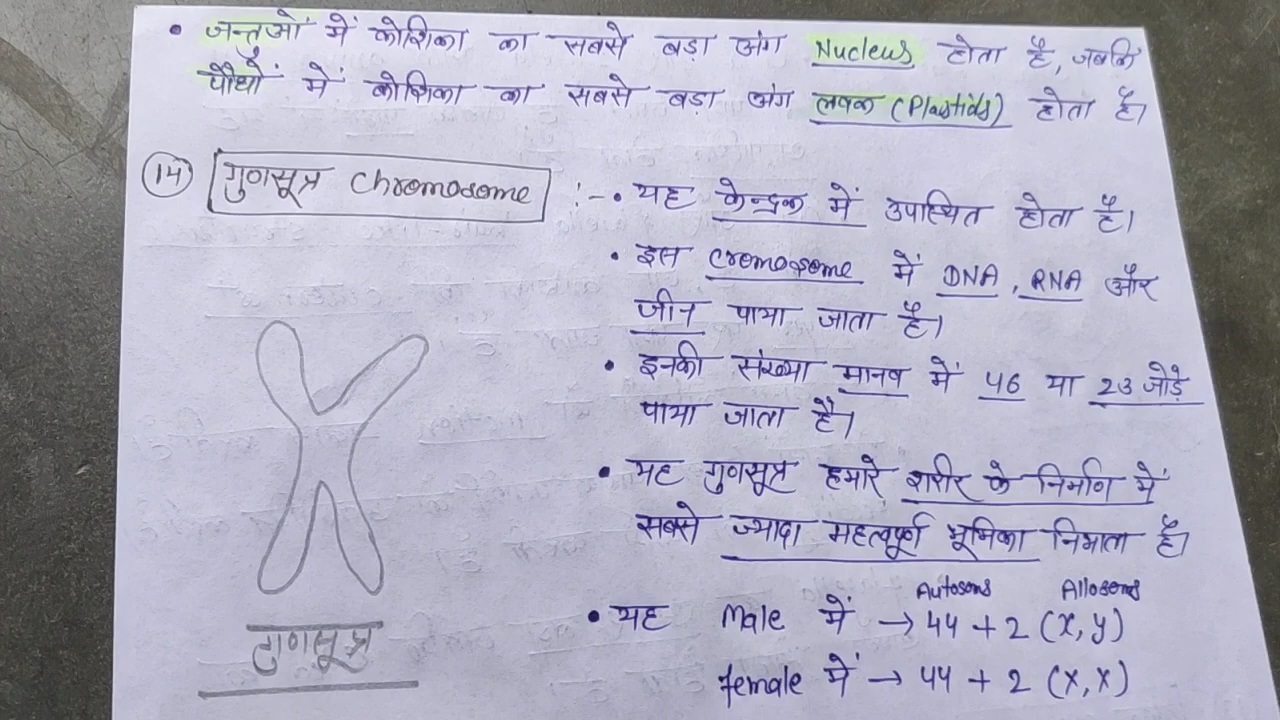 • जन्तुओं में कोशिका का सबसे बड़ा अंग Nucleus होता है, जबकि
पौधों में कोशिका का सबसे बड़ा अंग लवक (Plastids) होता है।
14 गुणसूत्र Chromosome :- • यह केन्द्रक में उपस्थित होता है।
• इस cromosome में DNA, RNA और
जीन पाया जाता है।
• इनकी संख्या मानव में 46 या 23 जोड़े
पाया जाता है।
• यह गुणसूत्र हमारे शरीर के निर्माण में
सबसे ज्यादा महत्वपूर्ण भूमिका निभाता है।
Autosoms Allosoms
• यह Male में → 44 + 2 (x, y)
female में → 44 + 2 (x, x)
गुणसूत्र